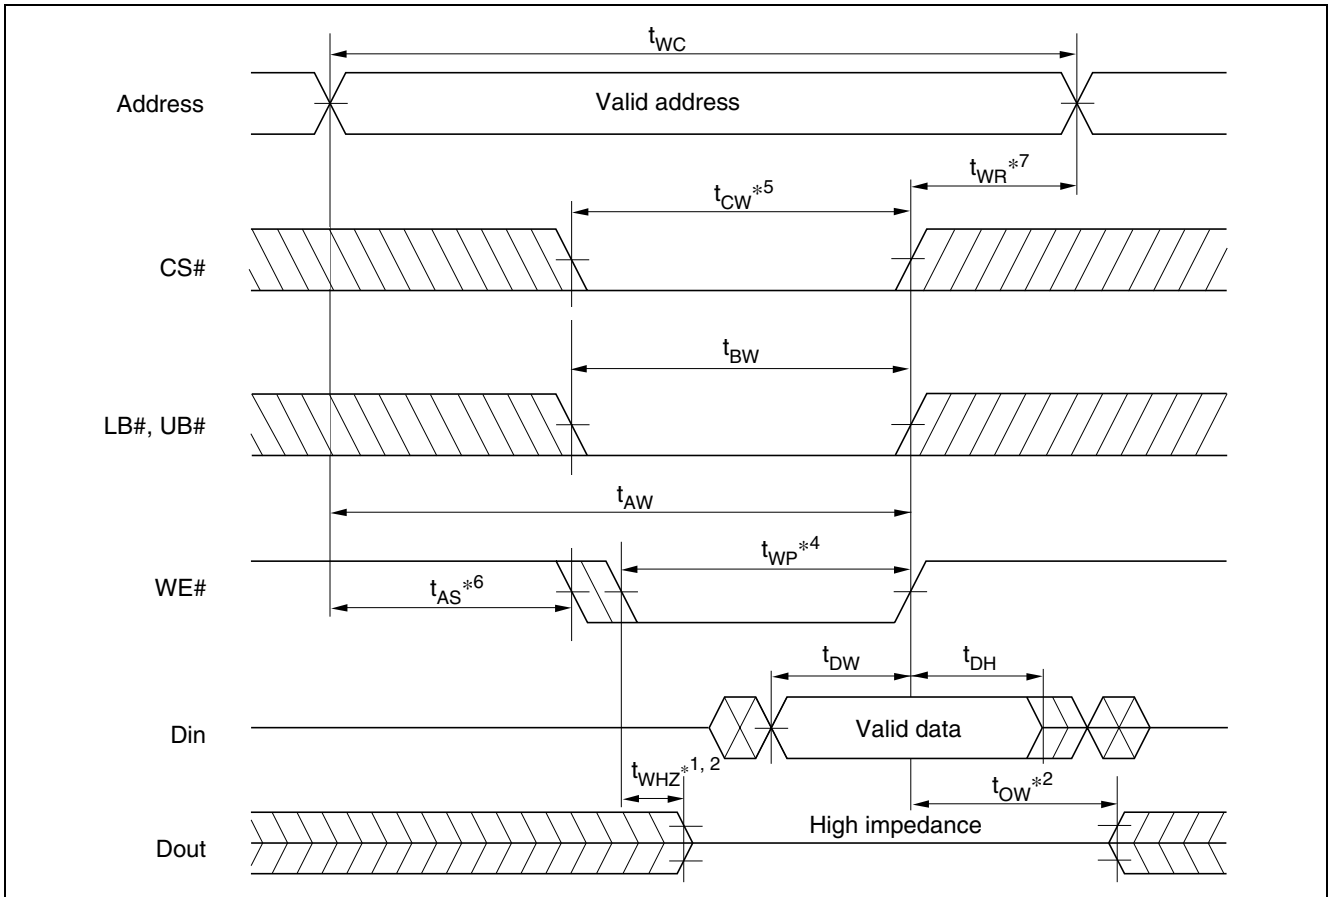 tWC
Address
Valid address
tWR*7
tCW*5
CS#
tBW
LB#, UB#
tAW
tWP*4
WE#
tAS*6
tDW
tDH
Din
Valid data
tWHZ*1, 2
tOW*2
High impedance
Dout